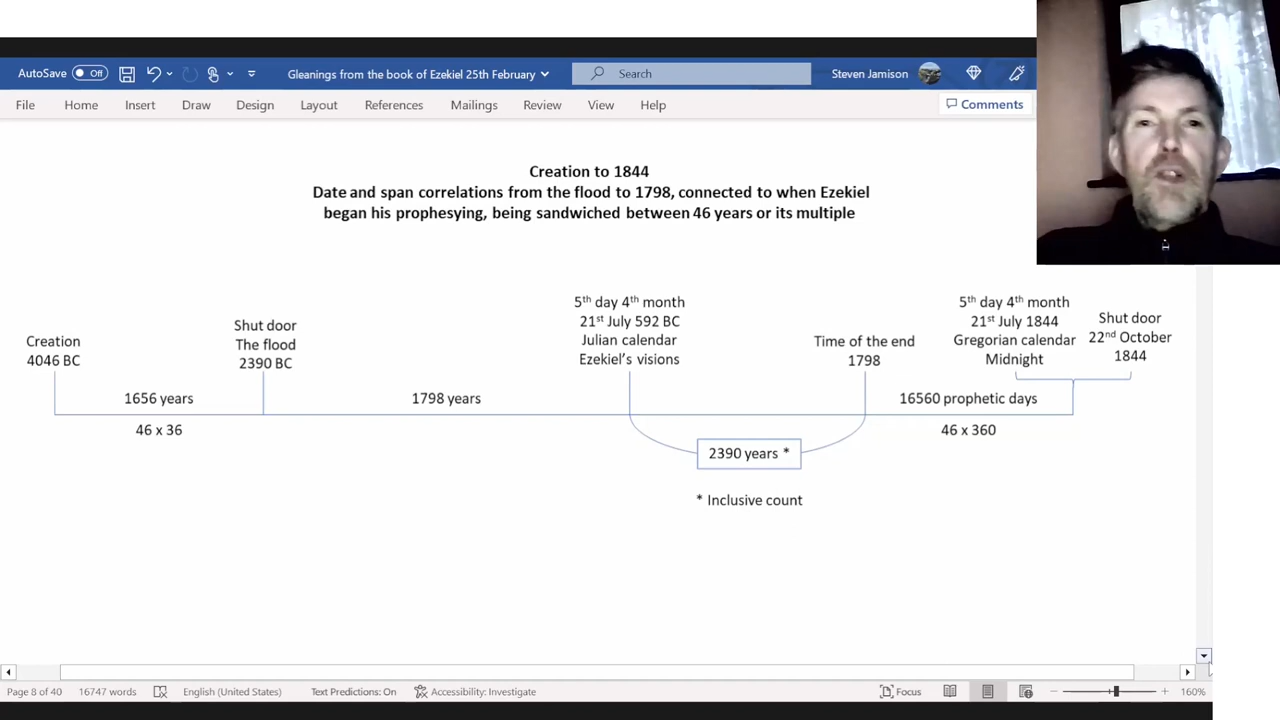 AutoSave Off
Gleanings from the book of Ezekiel 25th February
Search
Steven Jamison
File Home Insert Draw Design Layout References Mailings Review View Help
Comments
Creation to 1844
Date and span correlations from the flood to 1798, connected to when Ezekiel
began his prophesying, being sandwiched between 46 years or its multiple
Creation
4046 BC
Shut door
The flood
2390 BC
5th day 4th month
21st July 592 BC
Julian calendar
Ezekiel's visions
Time of the end
1798
5th day 4th month
21st July 1844
Gregorian calendar
Midnight
Shut door
22nd October
1844
1656 years
1798 years
16560 prophetic days
46 x 36
46 x 360
2390 years *
* Inclusive count
Page 8 of 40
16747 words
English (United States)
Text Predictions: On
Accessibility: Investigate
Focus
160%